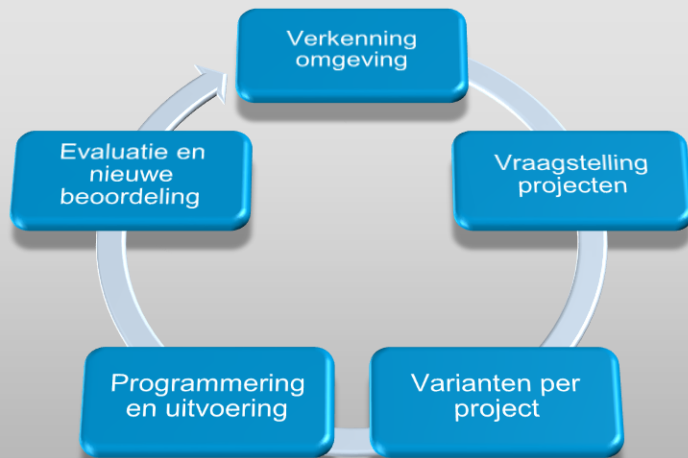 Verkenning
omgeving
Vraagstelling
projecten
Varianten per
project
Programmering
en uitvoering
Evaluatie en
nieuwe
beoordeling